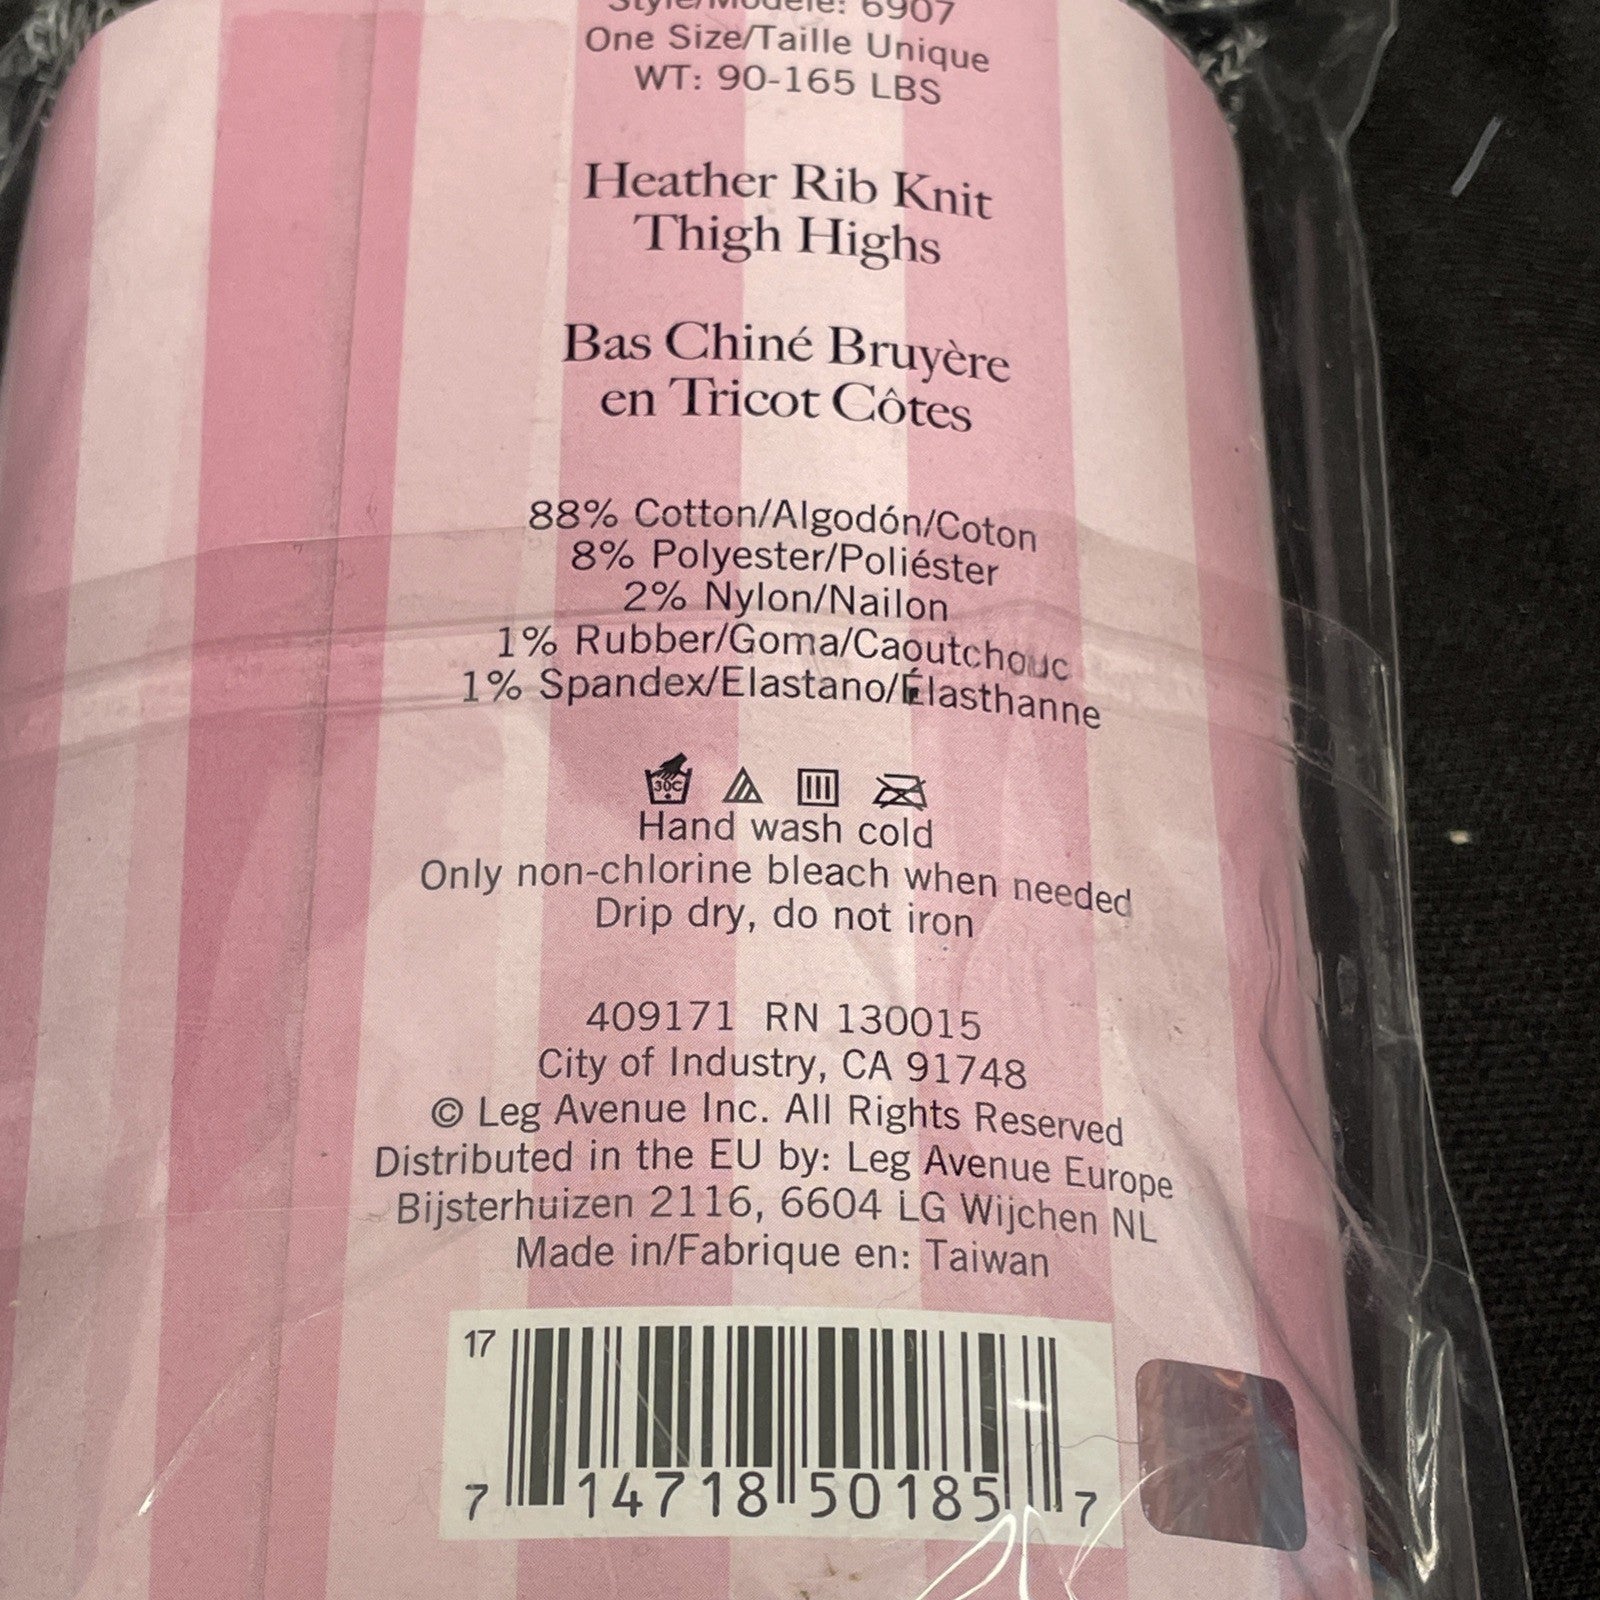 Style/Modèle: 6907
One Size/Taille Unique
WT: 90-165 LBS
Heather Rib Knit
Thigh Highs
Bas Chiné Bruyère
en Tricot Côtes
88% Cotton/Algodón/Coton
8% Polyester/Poliéster
2% Nylon/Nailon
1% Rubber/Goma/Caoutchouc
1% Spandex/Elastano/Élasthanne
30C
Hand wash cold
Only non-chlorine bleach when needed
Drip dry, do not iron
409171 RN 130015
City of Industry, CA 91748
© Leg Avenue Inc. All Rights Reserved
Distributed in the EU by: Leg Avenue Europe
Bijsterhuizen 2116, 6604 LG Wijchen NL
Made in/Fabrique en: Taiwan
17
7 14718 50185 7